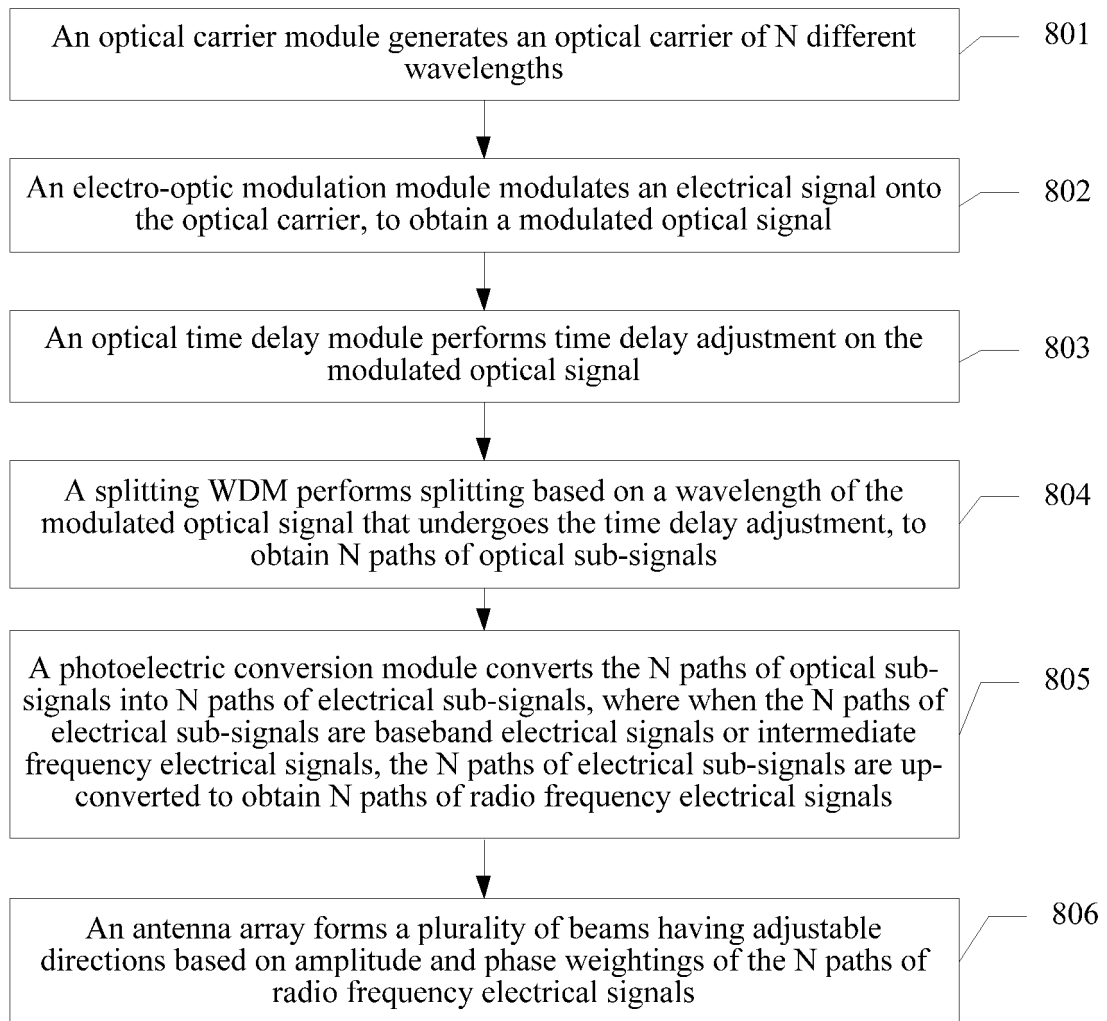 An optical carrier module generates an optical carrier of N different
wavelengths
801
An electro-optic modulation module modulates an electrical signal onto
the optical carrier, to obtain a modulated optical signal
802
An optical time delay module performs time delay adjustment on the
modulated optical signal
803
A splitting WDM performs splitting based on a wavelength of the
modulated optical signal that undergoes the time delay adjustment, to
obtain N paths of optical sub-signals
804
A photoelectric conversion module converts the N paths of optical sub-
signals into N paths of electrical sub-signals, where when the N paths of
electrical sub-signals are baseband electrical signals or intermediate
frequency electrical signals, the N paths of electrical sub-signals are up-
converted to obtain N paths of radio frequency electrical signals
805
An antenna array forms a plurality of beams having adjustable
directions based on amplitude and phase weightings of the N paths of
radio frequency electrical signals
806